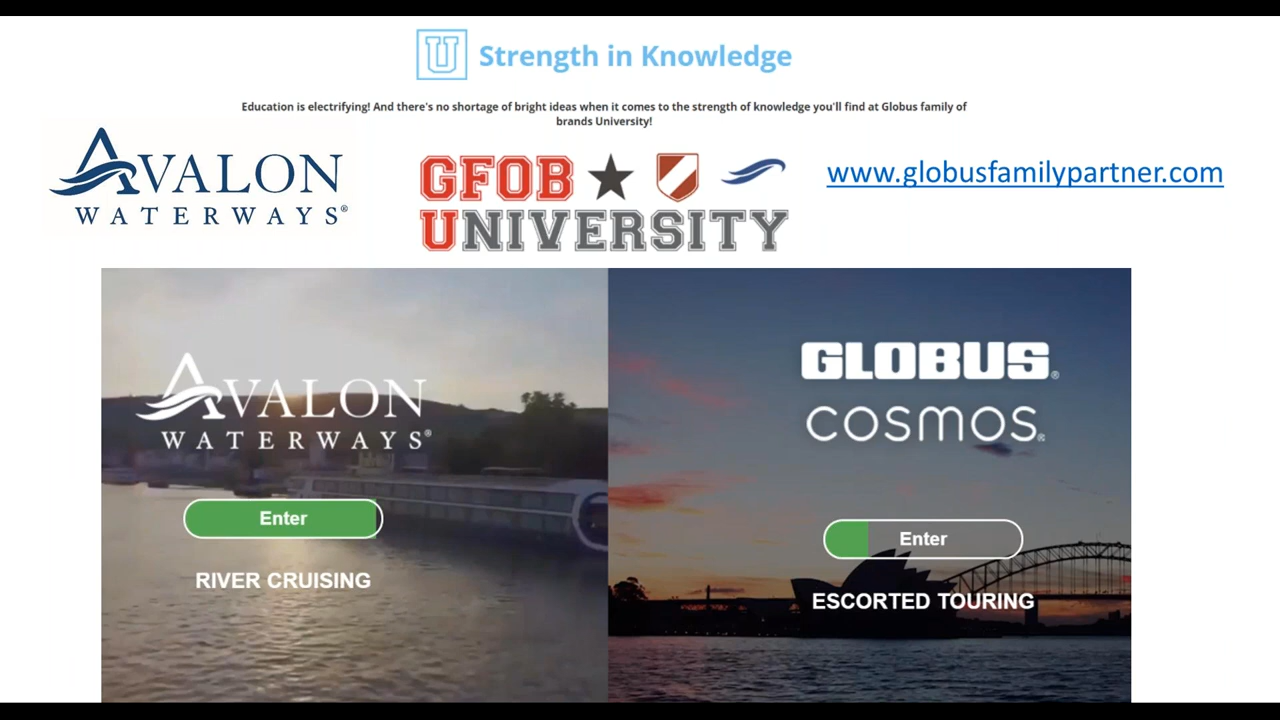 U Strength in Knowledge
Education is electrifying! And there's no shortage of bright ideas when it comes to the strength of knowledge you'll find at Globus family of
brands University!
AVALON
WATERWAYS®
GFOB
UNIVERSITY
www.globusfamilypartner.com
AVALON
WATERWAYS®
Enter
RIVER CRUISING
GLOBUS®
COSMOS®
Enter
ESCORTED TOURING